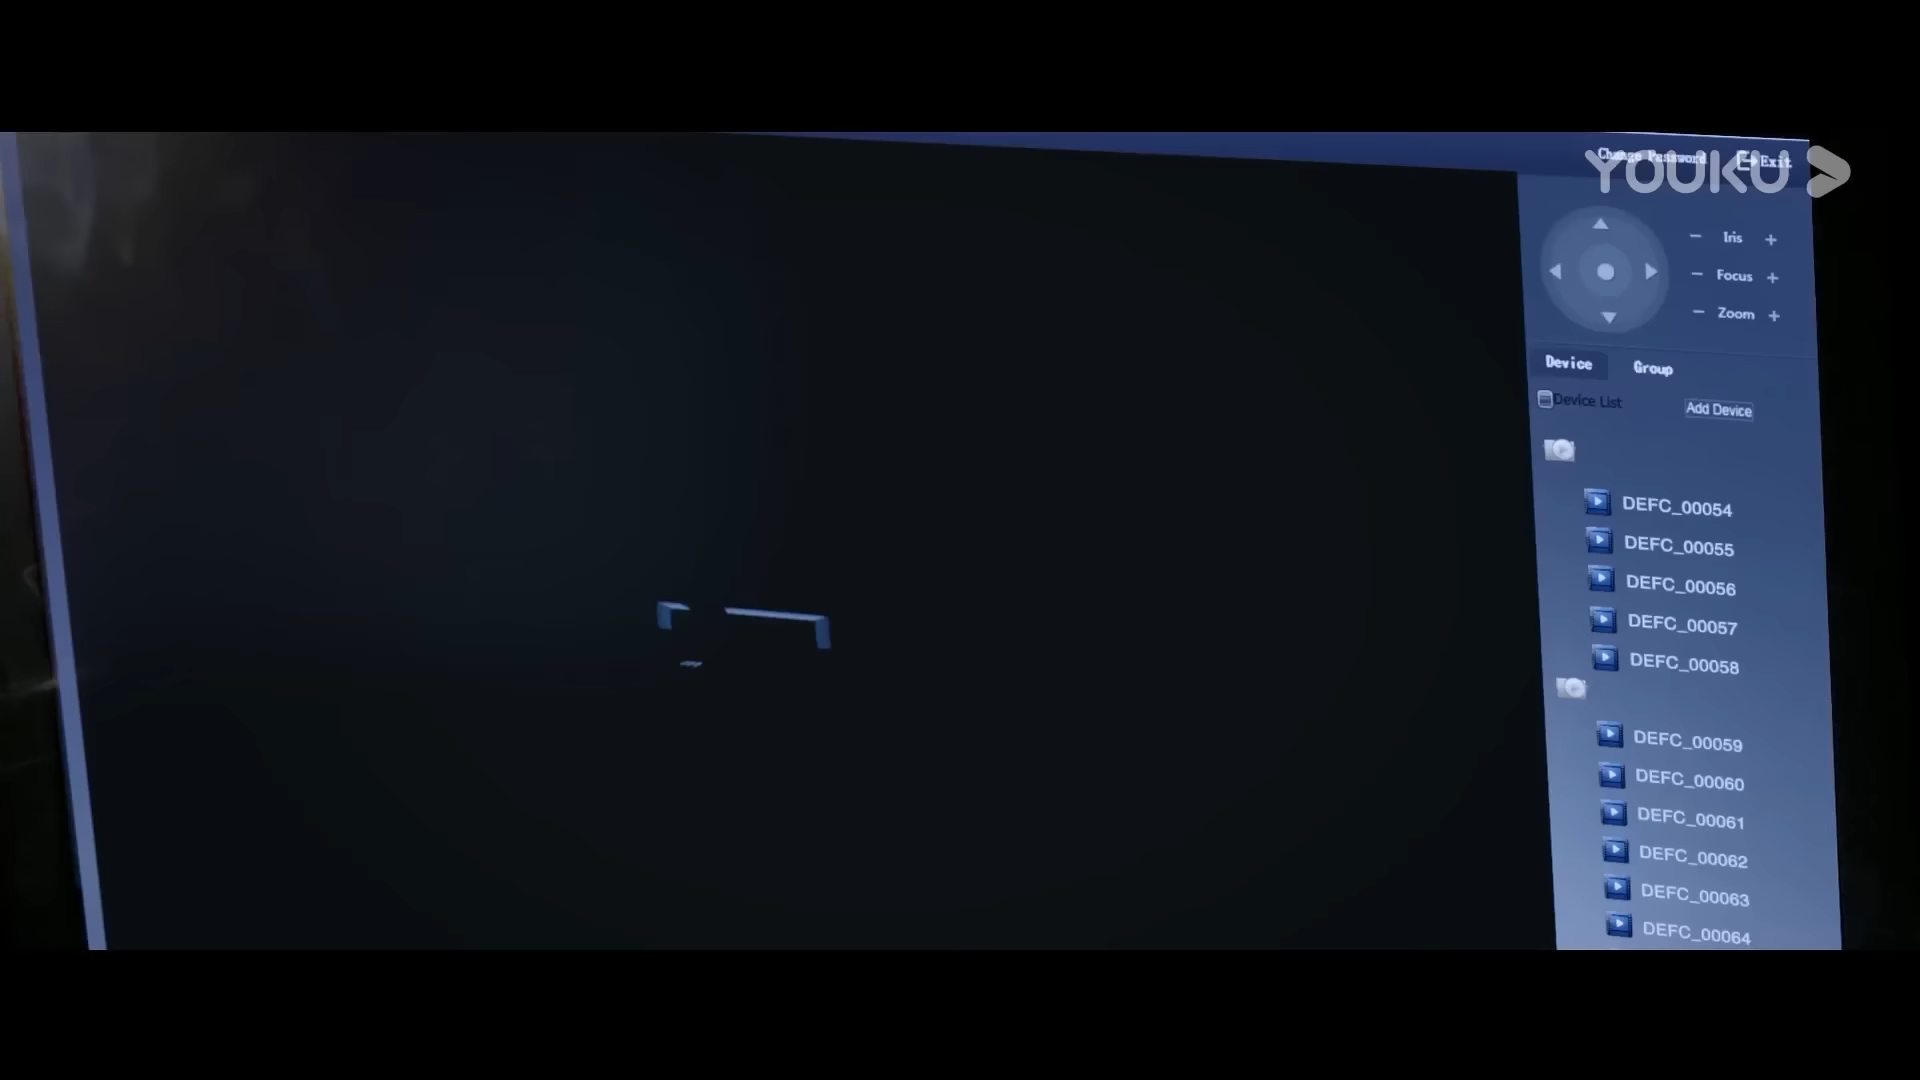 Change Password Exit
YOUKU
Iris
Focus
Zoom
Device Group
Device List Add Device
DEFC_00054
DEFC_00055
DEFC_00056
DEFC_00057
DEFC_00058
DEFC_00059
DEFC_00060
DEFC_00061
DEFC_00062
DEFC_00063
DEFC_00064